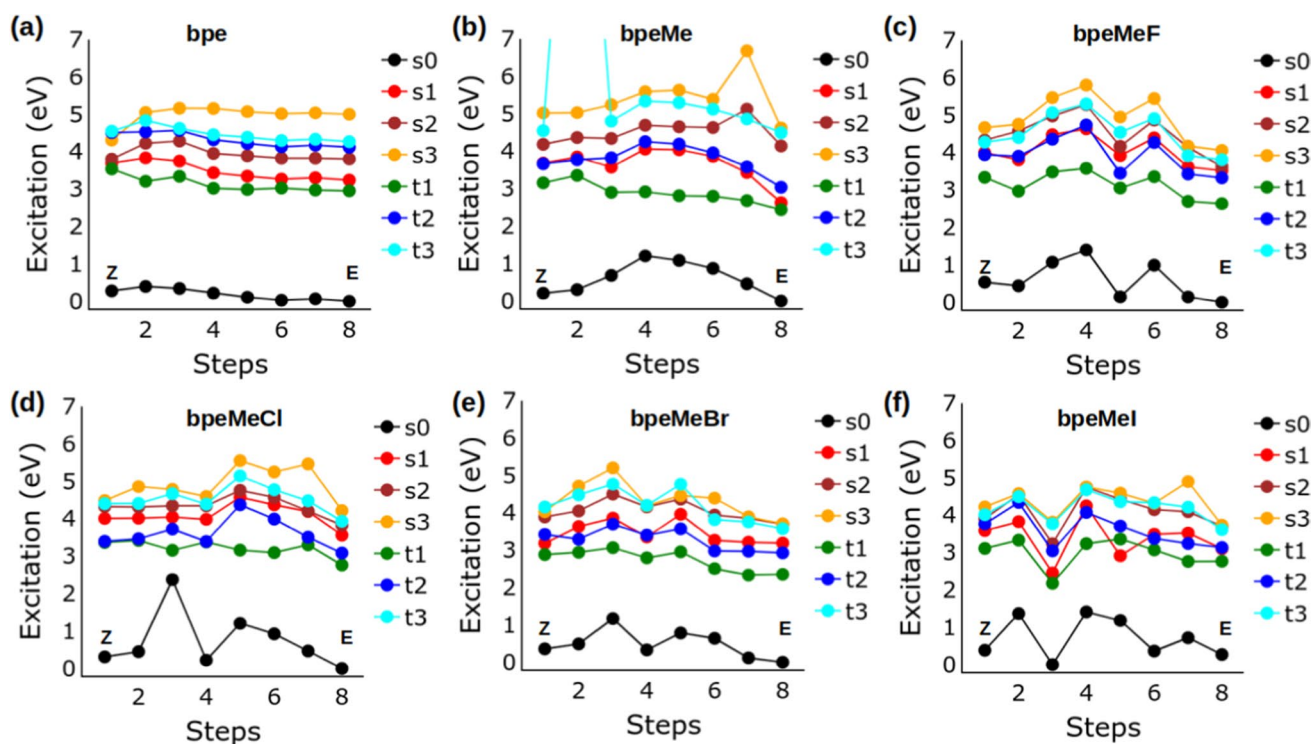 (a) bpe
7
6
5
4
3
2
1
0
Excitation (eV)
Z
E
2 4 6 8
Steps
s0
s1
s2
s3
t1
t2
t3
(b) bpeMe
7
6
5
4
3
2
1
0
Excitation (eV)
Z
E
2 4 6 8
Steps
s0
s1
s2
s3
t1
t2
t3
(c) bpeMeF
7
6
5
4
3
2
1
0
Excitation (eV)
Z
E
2 4 6 8
Steps
s0
s1
s2
s3
t1
t2
t3
(d) bpeMeCl
7
6
5
4
3
2
1
0
Excitation (eV)
Z
E
2 4 6 8
Steps
s0
s1
s2
s3
t1
t2
t3
(e) bpeMeBr
7
6
5
4
3
2
1
0
Excitation (eV)
Z
E
2 4 6 8
Steps
s0
s1
s2
s3
t1
t2
t3
(f) bpeMeI
7
6
5
4
3
2
1
0
Excitation (eV)
Z
E
2 4 6 8
Steps
s0
s1
s2
s3
t1
t2
t3